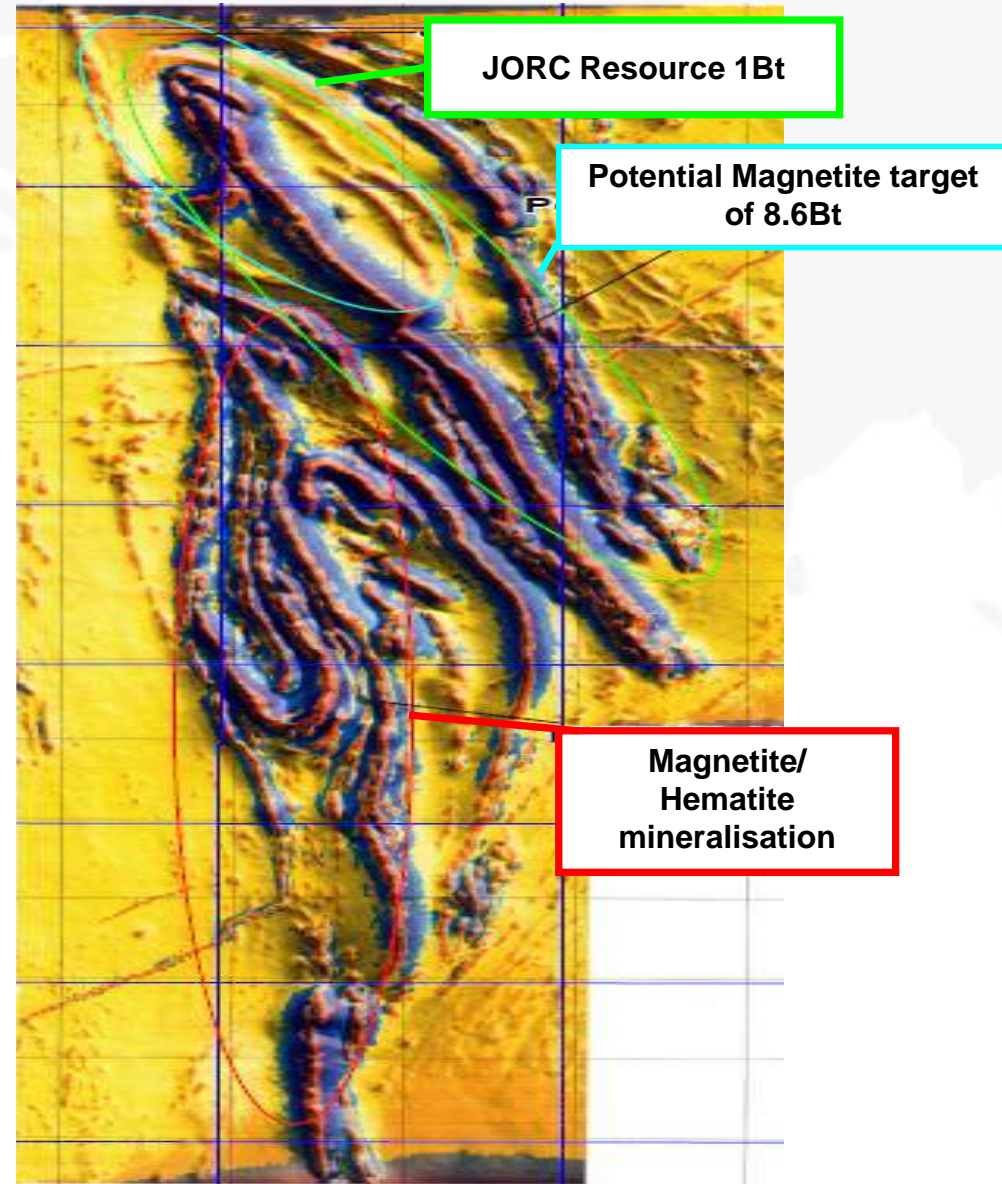 JORC Resource 1Bt
Potential Magnetite target
of 8.6Bt
P
Magnetite/
Hematite
mineralisation